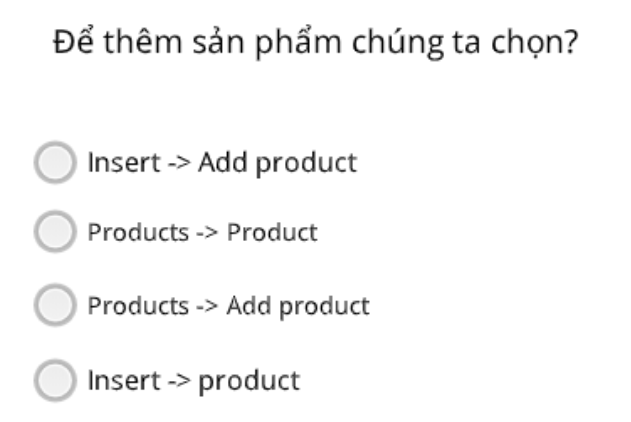 Để thêm sản phẩm chúng ta chọn?
Insert -> Add product
Products -> Product
Products -> Add product
Insert -> product